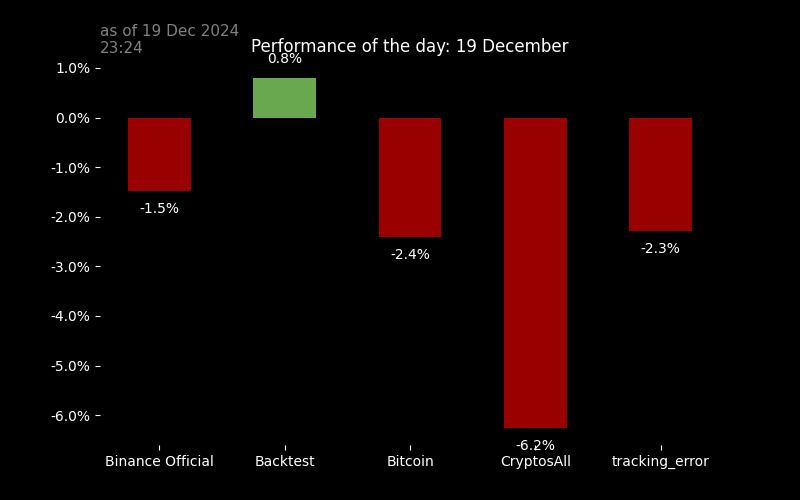 as of 19 Dec 2024
23:24
Performance of the day: 19 December
1.0%
0.0%
-1.0%
-2.0%
-3.0%
-4.0%
-5.0%
-6.0%
-1.5%
0.8%
-2.4%
-6.2%
-2.3%
Binance Official
Backtest
Bitcoin
CryptosAll
tracking_error